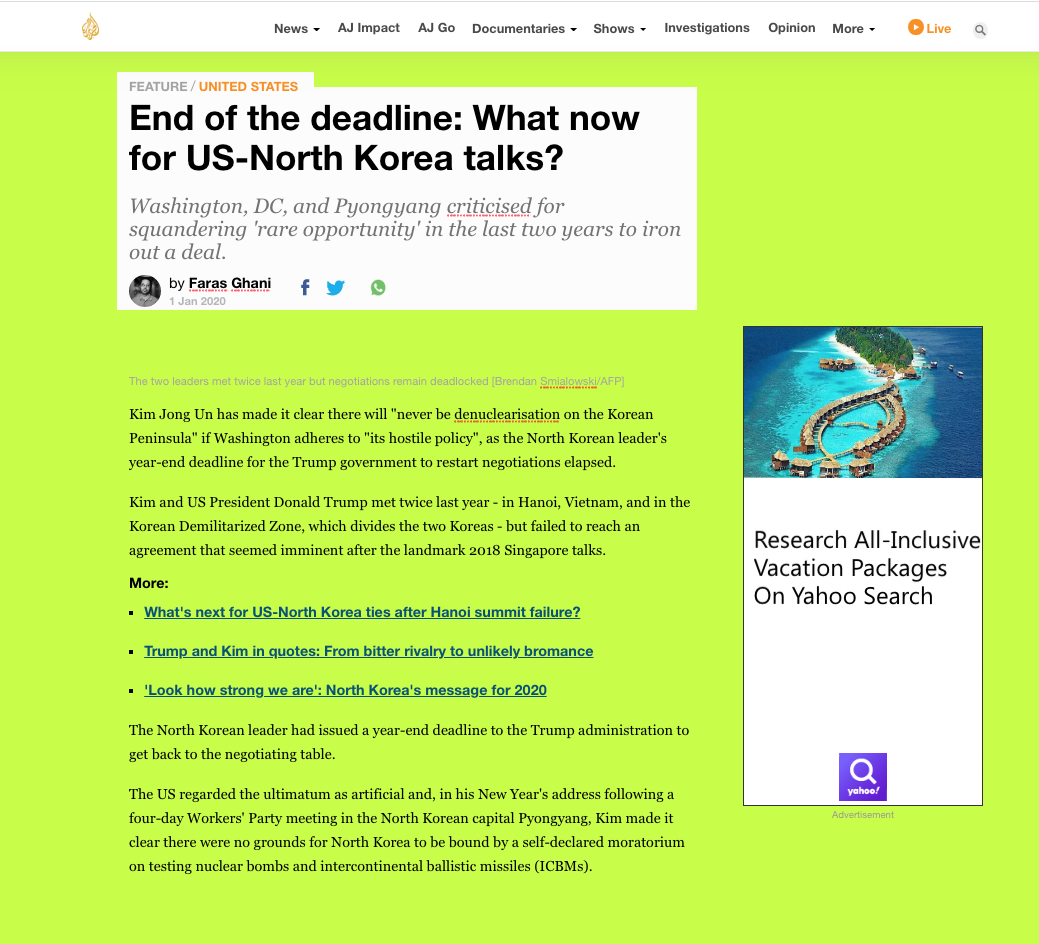 News AJ Impact AJ Go Documentaries Shows Investigations Opinion More Live
FEATURE / UNITED STATES
End of the deadline: What now
for US-North Korea talks?
Washington, DC, and Pyongyang criticised for
squandering 'rare opportunity' in the last two years to iron
out a deal.
by Faras Ghani
1 Jan 2020
The two leaders met twice last year but negotiations remain deadlocked [Brendan Smialowski/AFP]
Kim Jong Un has made it clear there will "never be denuclearisation on the Korean
Peninsula" if Washington adheres to "its hostile policy", as the North Korean leader's
year-end deadline for the Trump government to restart negotiations elapsed.
Kim and US President Donald Trump met twice last year - in Hanoi, Vietnam, and in the
Korean Demilitarized Zone, which divides the two Koreas - but failed to reach an
agreement that seemed imminent after the landmark 2018 Singapore talks.
More:
What's next for US-North Korea ties after Hanoi summit failure?
Trump and Kim in quotes: From bitter rivalry to unlikely bromance
'Look how strong we are': North Korea's message for 2020
The North Korean leader had issued a year-end deadline to the Trump administration to
get back to the negotiating table.
The US regarded the ultimatum as artificial and, in his New Year's address following a
four-day Workers' Party meeting in the North Korean capital Pyongyang, Kim made it
clear there were no grounds for North Korea to be bound by a self-declared moratorium
on testing nuclear bombs and intercontinental ballistic missiles (ICBMs).
Research All-Inclusive
Vacation Packages
On Yahoo Search
yahoo!
Advertisement